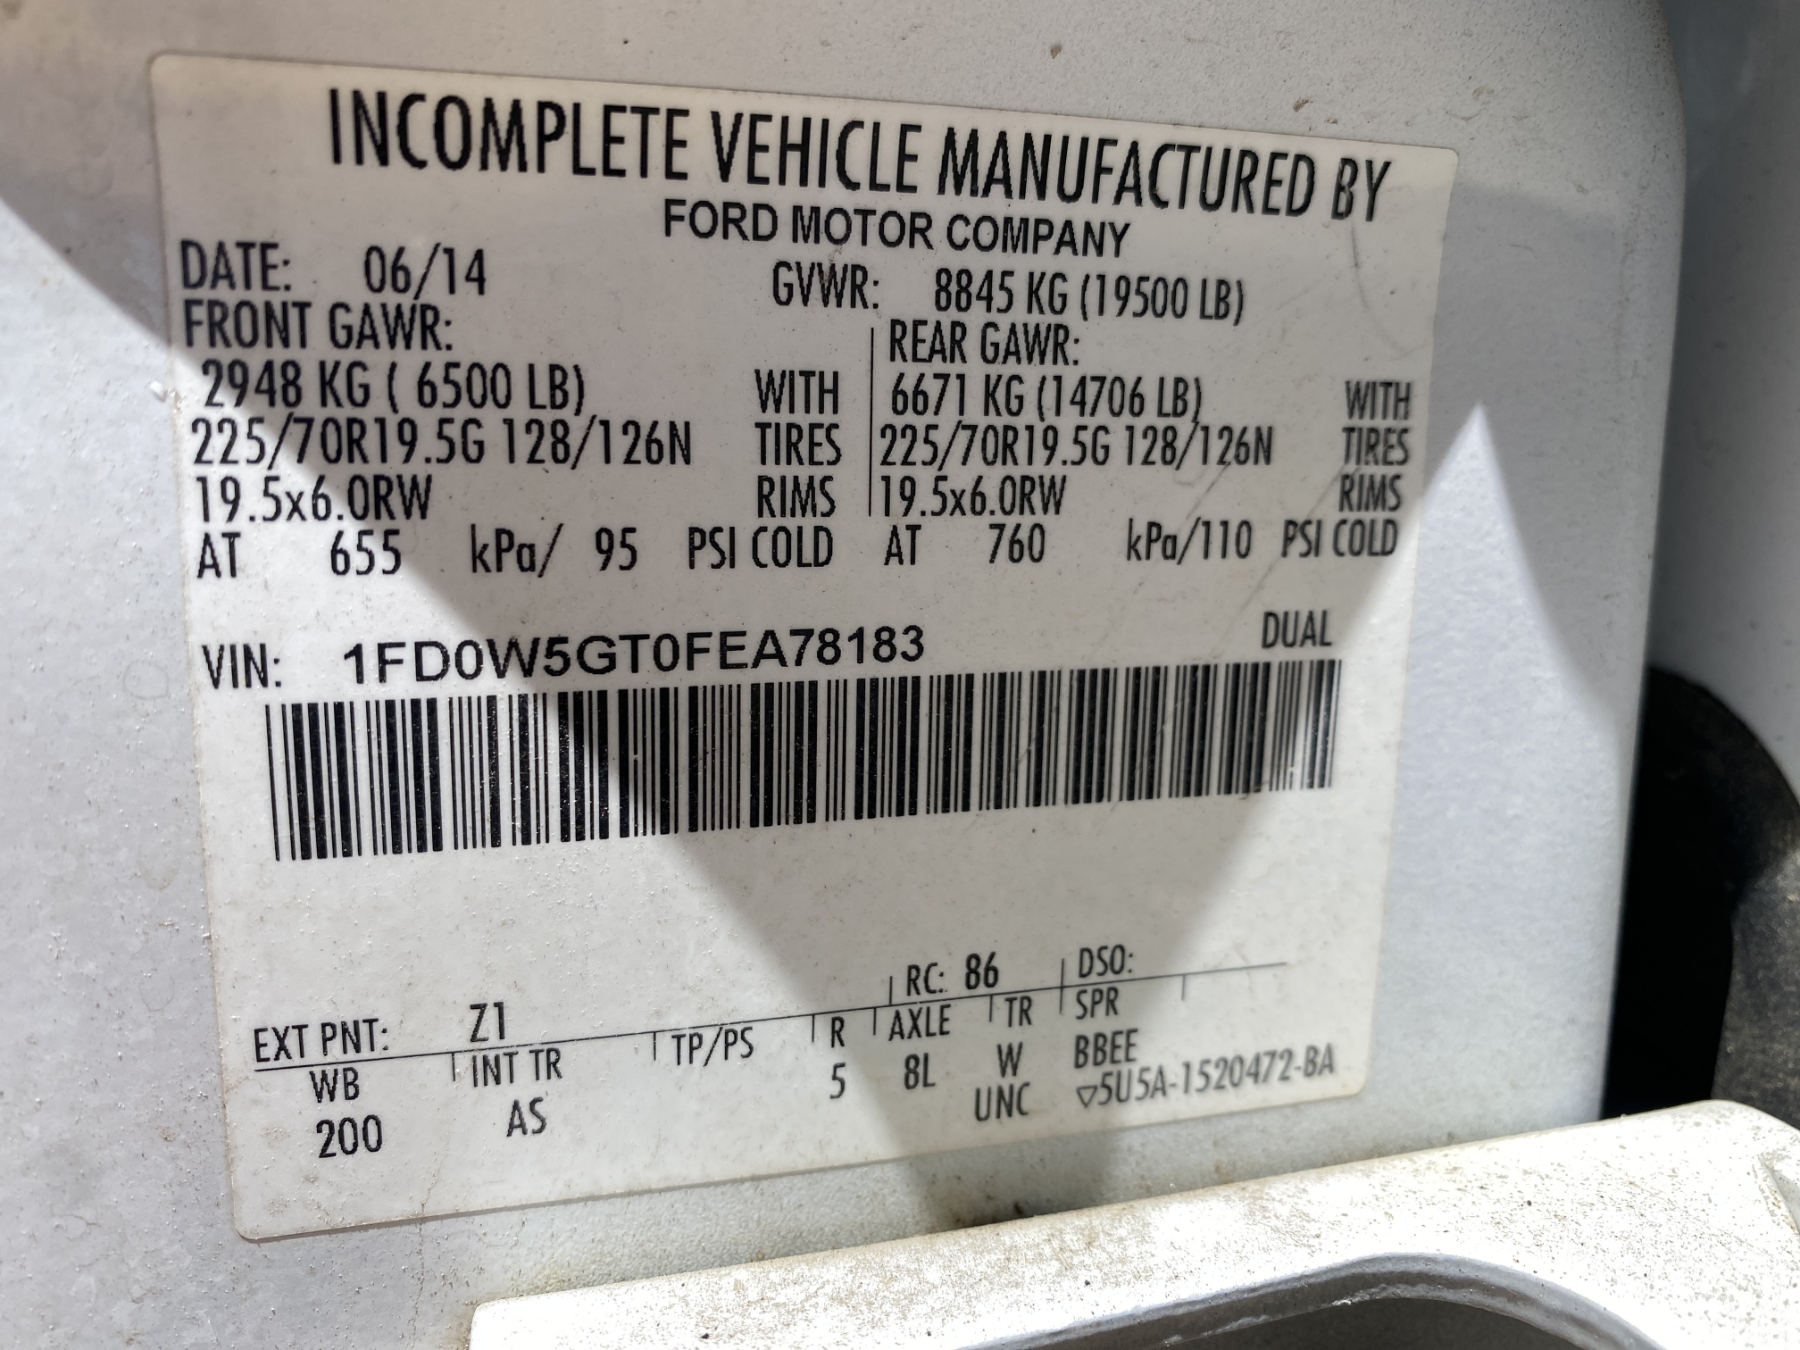 INCOMPLETE VEHICLE MANUFACTURED BY
FORD MOTOR COMPANY
DATE: 06/14 GVWR: 8845 KG (19500 LB)
FRONT GAWR: REAR GAWR:
2948 KG ( 6500 LB) WITH 6671 KG (14706 LB) WITH
225/70R19.5G 128/126N TIRES 225/70R19.5G 128/126N TIRES
19.5x6.0RW RIMS 19.5x6.0RW RIMS
AT 655 kPa/ 95 PSI COLD AT 760 kPa/110 PSI COLD
VIN: 1FD0W5GT0FEA78183 DUAL
EXT PNT: Z1 RC: 86 DSO:
WB INT TR TP/PS R AXLE TR SPR
200 AS 5 8L W BBEE
UNC ▽5U5A-1520472-BA